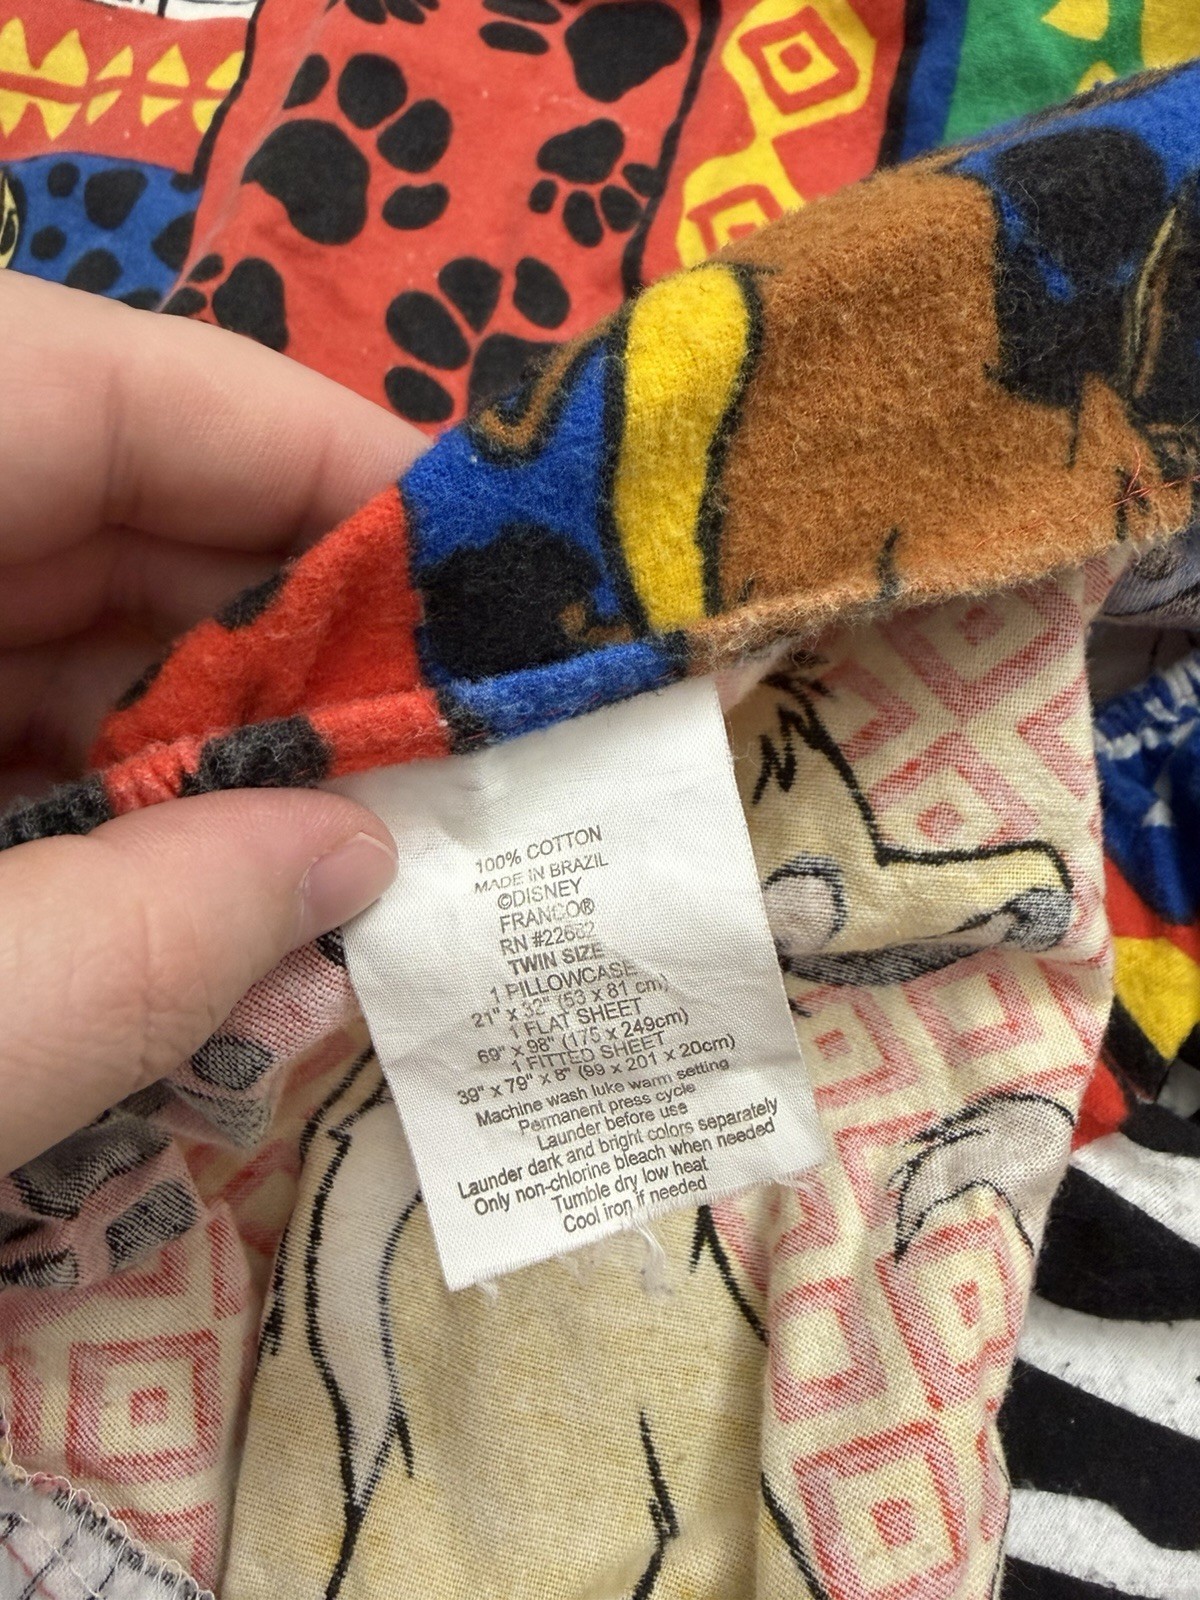 100% COTTON
MADE IN BRAZIL
©DISNEY
FRANCO®
RN #22632
TWIN SIZE
1 PILLOWCASE
21" x 32" (53 x 81 cm)
1 FLAT SHEET
69" x 98" (175 x 249cm)
1 FITTED SHEET
39" x 79" x 8" (99 x 201 x 20cm)
Machine wash luke warm setting
Permanent press cycle
Launder before use
Launder dark and bright colors separately
Only non-chlorine bleach when needed
Tumble dry low heat
Cool iron if needed